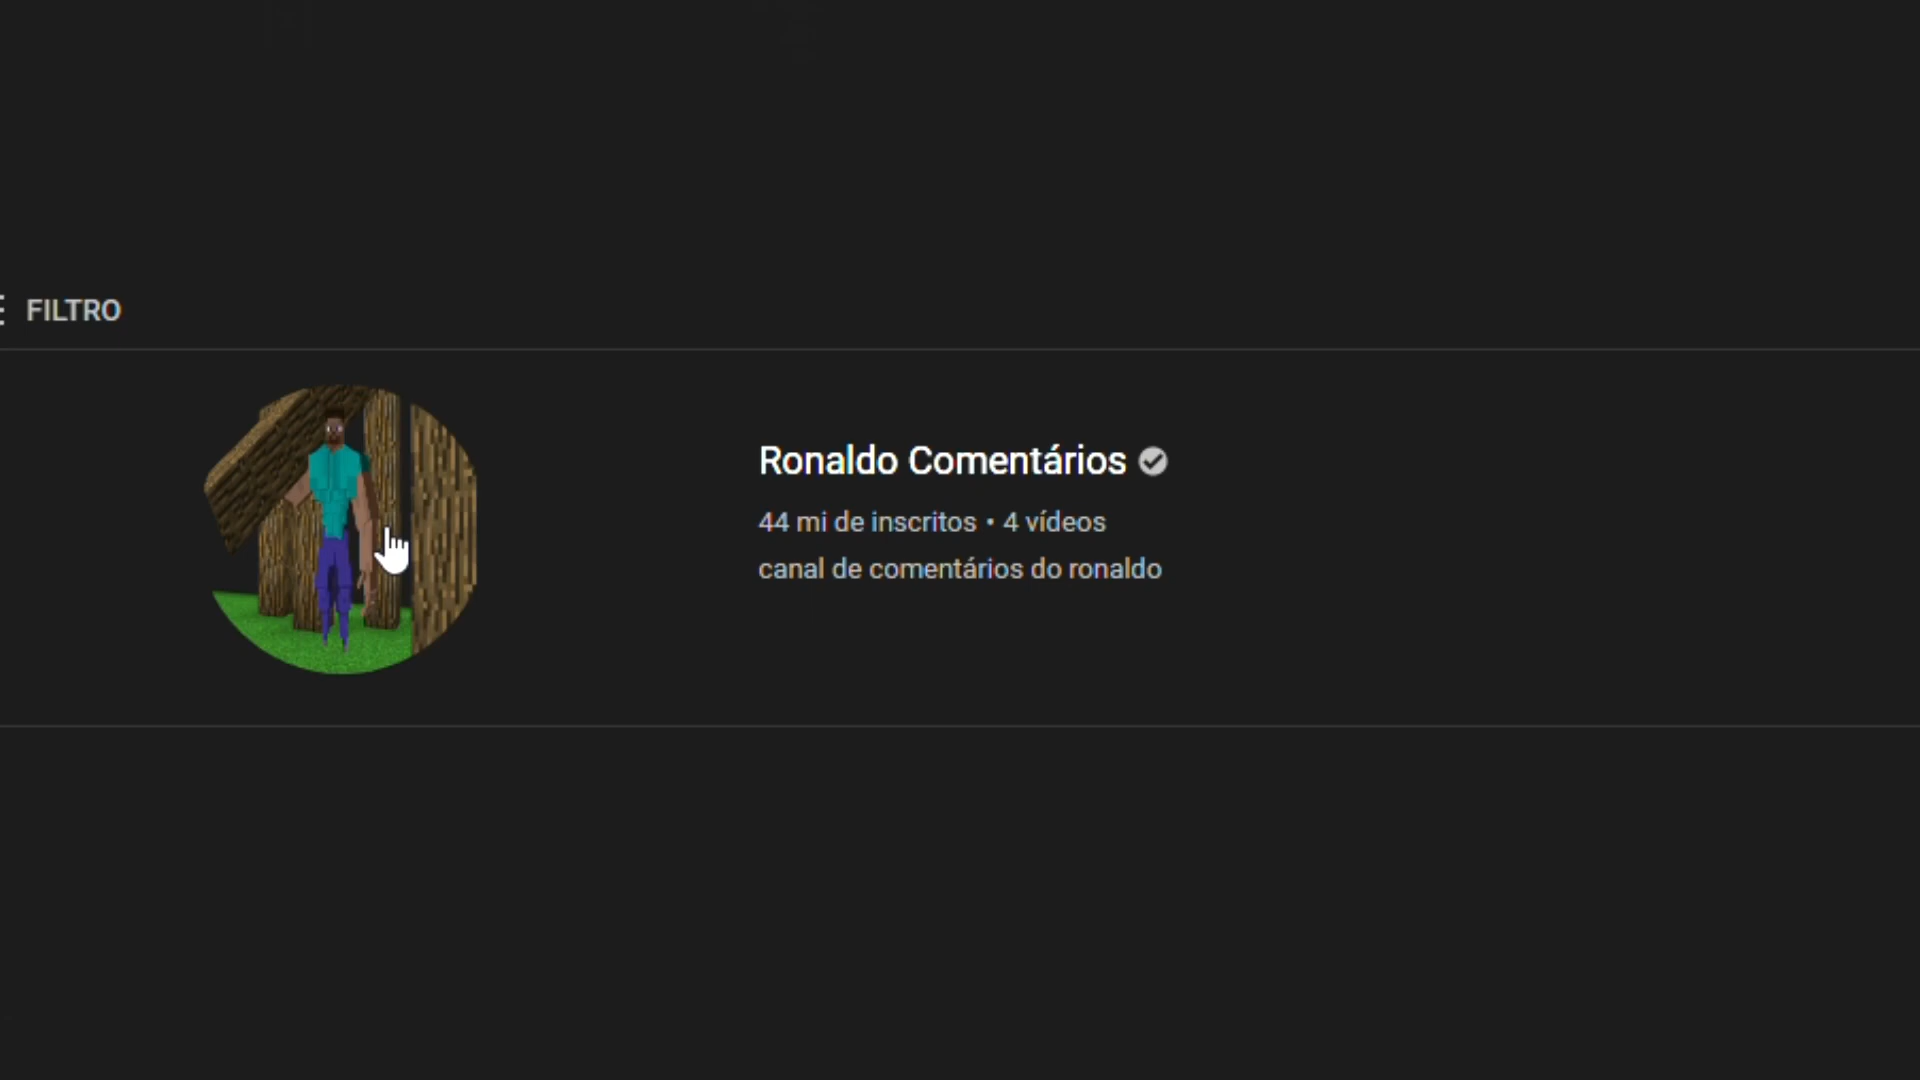 FILTRO
Ronaldo Comentários
44 mi de inscritos • 4 vídeos
canal de comentários do ronaldo